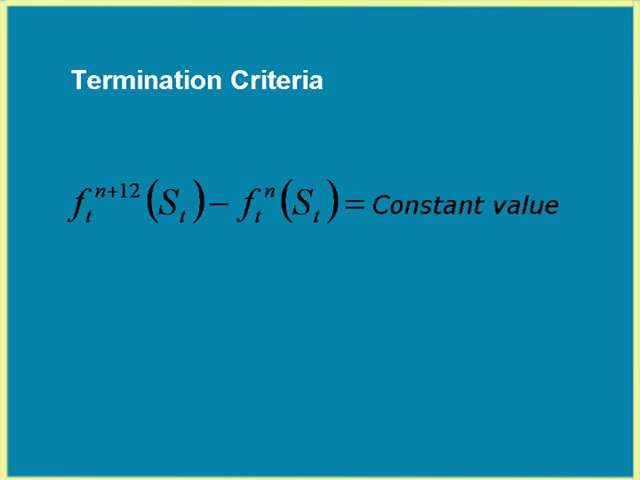 Termination Criteria
f_t^{n+12}(S_t) − f_t^n(S_t) = Constant value